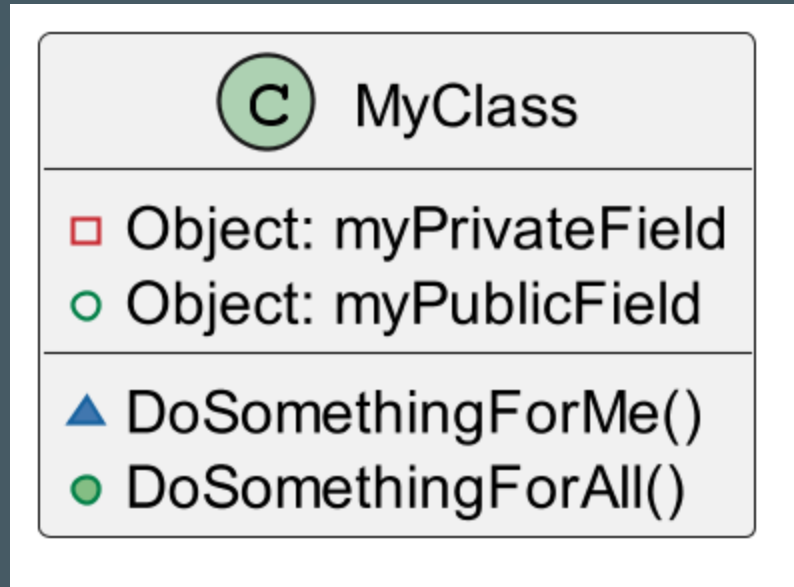 C MyClass
Object: myPrivateField
Object: myPublicField
DoSomethingForMe()
DoSomethingForAll()